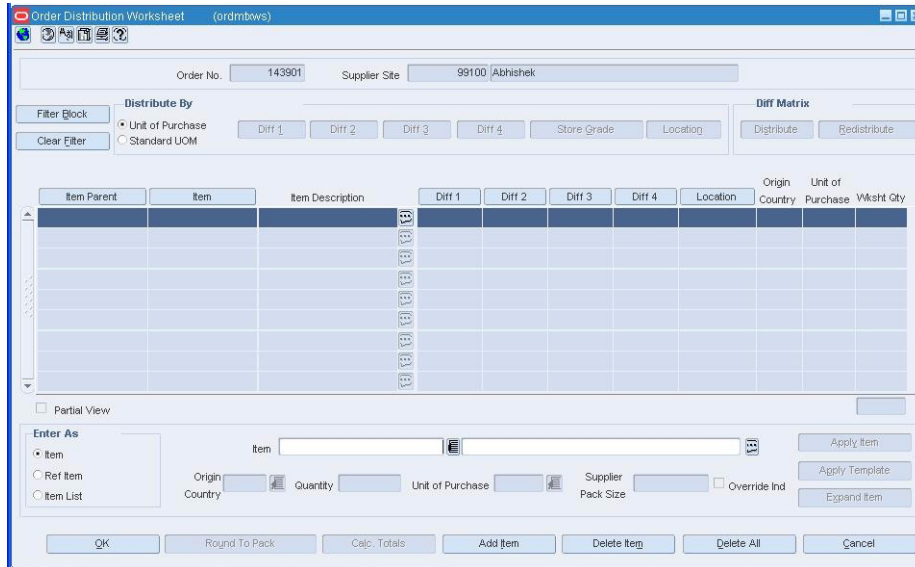 Order Distribution Worksheet (ordmbxws)
Order No. 143901 Supplier Site 99100 Abhishek
Filter Block
Clear Filter
Distribute By
Unit of Purchase
Standard UOM
Diff 1 Diff 2 Diff 3 Diff 4 Store Grade Location
Diff Matrix
Distribute Redistribute
Item Parent Item Item Description Diff 1 Diff 2 Diff 3 Diff 4 Location Origin Country Unit of Purchase Wksht Qty
Partial View
Enter As
Item
Ref Item
Item List
Item
Origin Country Quantity Unit of Purchase Supplier Pack Size Override Ind
Apply Item
Apply Template
Expand Item
OK Round To Pack Calc. Totals Add Item Delete Item Delete All Cancel